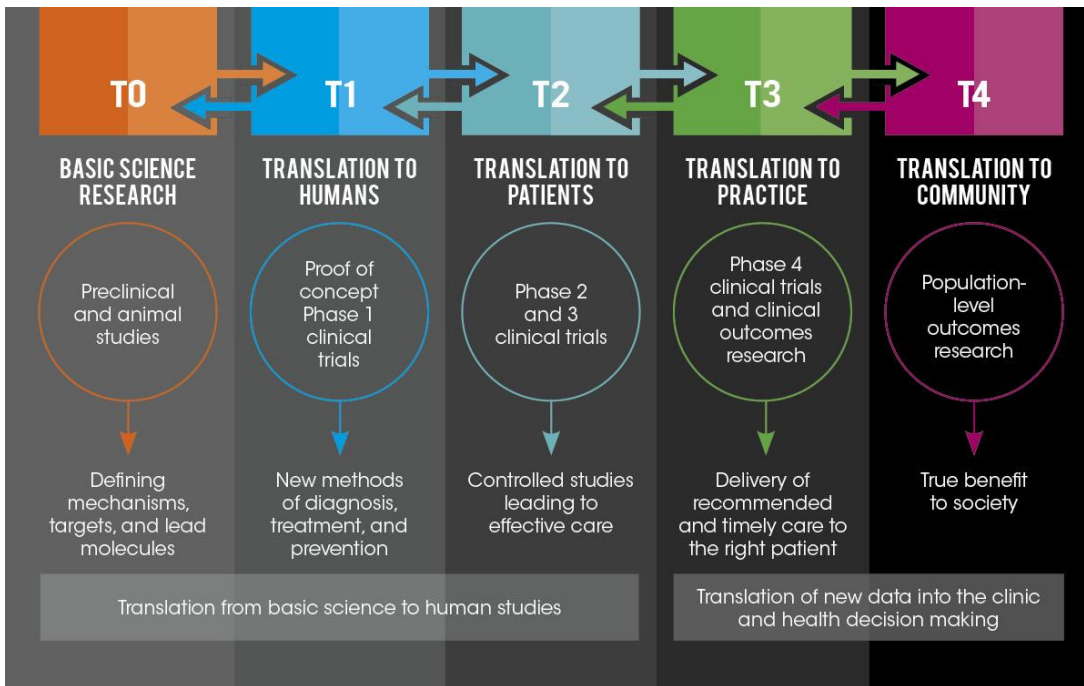 T0
T1
T2
T3
T4
BASIC SCIENCE
RESEARCH
TRANSLATION TO
HUMANS
TRANSLATION TO
PATIENTS
TRANSLATION TO
PRACTICE
TRANSLATION TO
COMMUNITY
Preclinical
and animal
studies
Proof of
concept
Phase 1
clinical
trials
Phase 2
and 3
clinical trials
Phase 4
clinical trials
and clinical
outcomes
research
Population-
level
outcomes
research
Defining
mechanisms,
targets, and lead
molecules
New methods
of diagnosis,
treatment, and
prevention
Controlled studies
leading to
effective care
Delivery of
recommended
and timely care to
the right patient
True benefit
to society
Translation from basic science to human studies
Translation of new data into the clinic
and health decision making